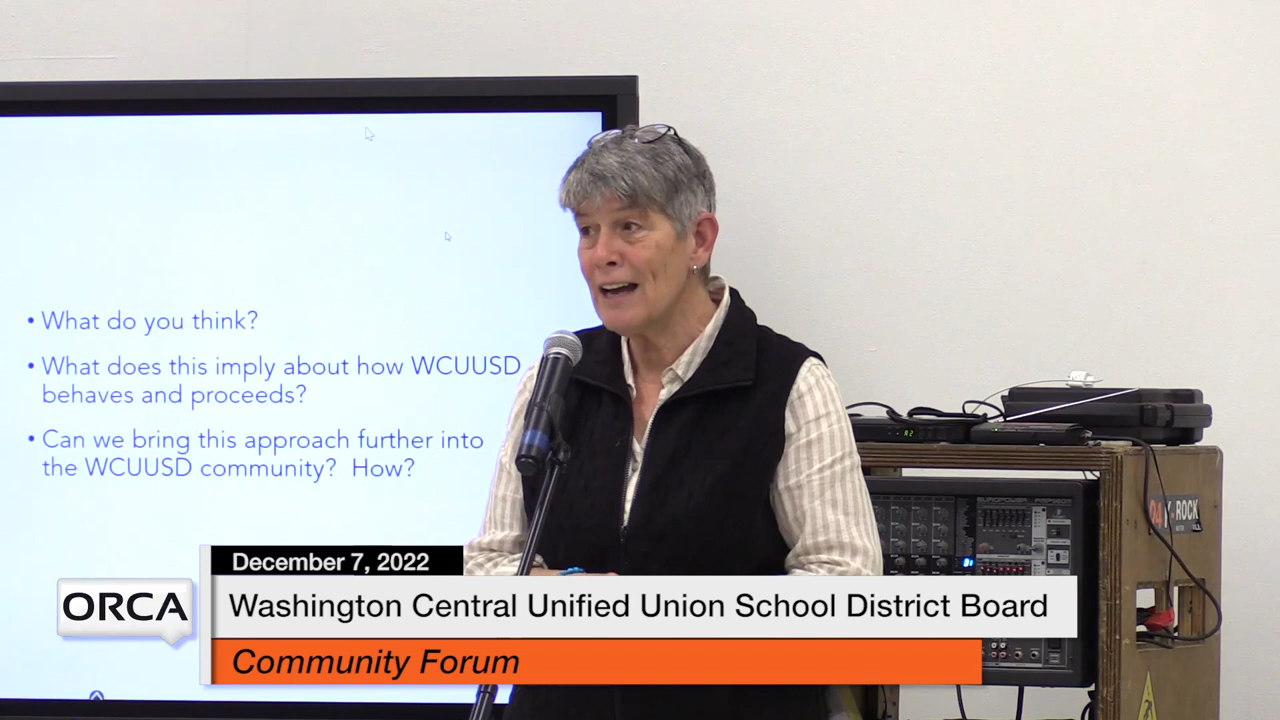 • What do you think?
• What does this imply about how WCUUSD
behaves and proceeds?
• Can we bring this approach further into
the WCUUSD community? How?
EUROPOWER
ROCK
December 7, 2022
ORCA
Washington Central Unified Union School District Board
Community Forum